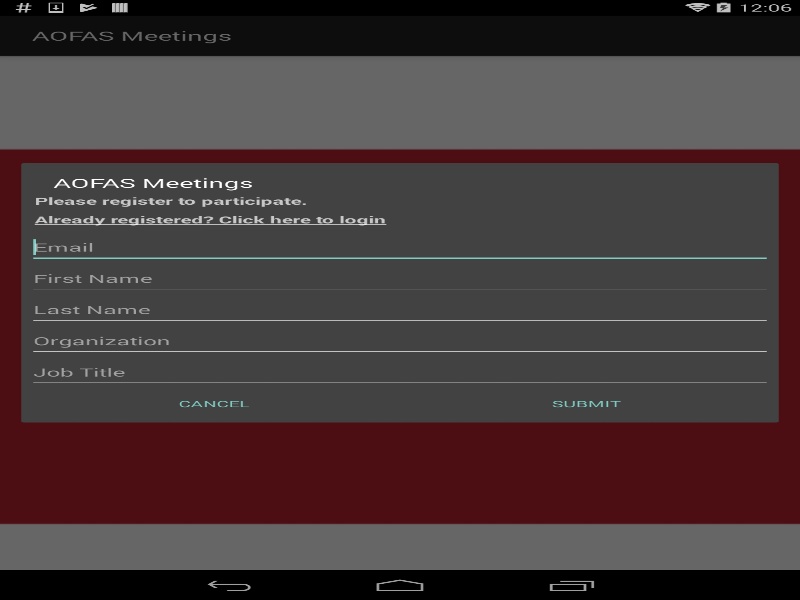 12:06
AOFAS Meetings
AOFAS Meetings
Please register to participate.
Already registered? Click here to login
Email
First Name
Last Name
Organization
Job Title
CANCEL SUBMIT